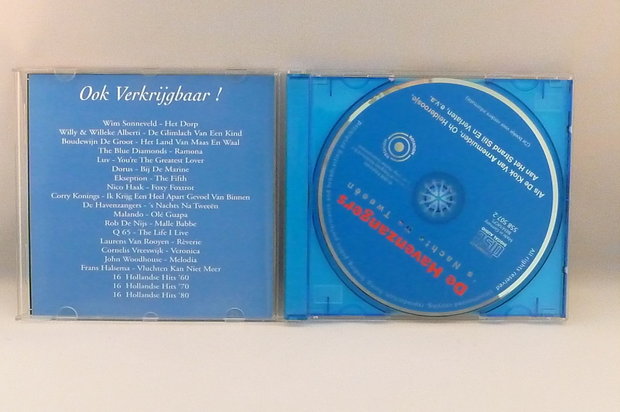 Ook Verkrijgbaar !
Wim Sonneveld - Het Dorp
Willy & Willeke Alberti - De Glimlach Van Een Kind
Boudewijn De Groot - Het Land Van Maas En Waal
The Blue Diamonds - Ramona
Luv - You're The Greatest Lover
Dorus - Bij De Marine
Ekseption - The Fifth
Nico Haak - Foxy Foxtrot
Corry Konings - Ik Krijg Een Heel Apart Gevoel Van Binnen
De Havenzangers - 's Nachts Na Tweeën
Malando - Olé Guapa
Rob De Nijs - Malle Babbe
Q 65 - The Life I Live
Laurens Van Rooyen - Rêverie
Cornelis Vreeswijk - Veronica
John Woodhouse - Melodia
Frans Halsema - Vluchten Kan Niet Meer
16 Hollandse Hits '60
16 Hollandse Hits '70
16 Hollandse Hits '80
De Havenzangers
's Nachts Tweeën
Als De Klok Van Arnemuiden, Oh Heideroosje,
Aan Het Strand Stil En Verlaten, e.v.a.
558 507 2
All rights reserved